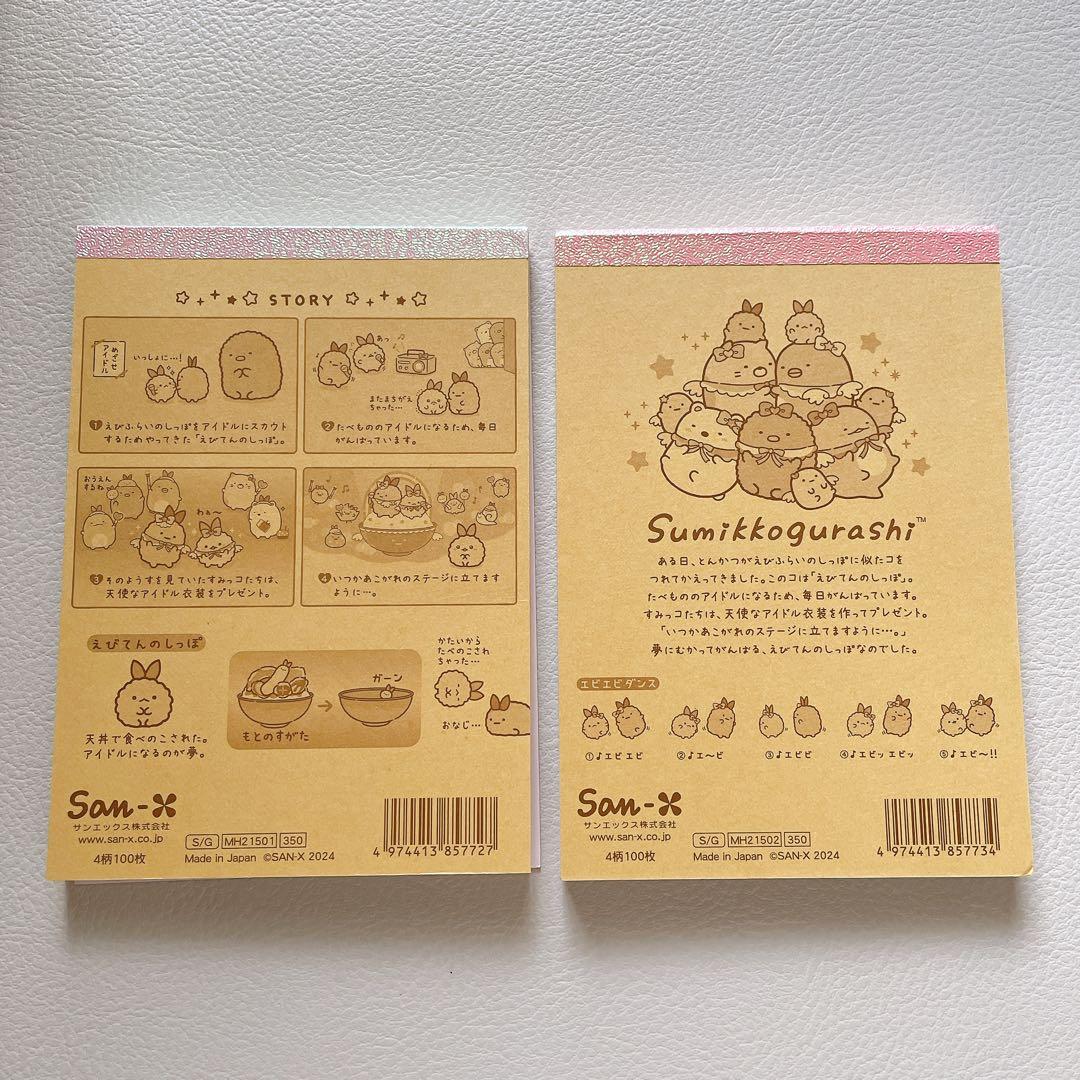 STORY
めざせ
アイドル
いっしょに…!
❶えびふらいのしっぽをアイドルにスカウト
するためやってきた「えびてんのしっぽ」。
あっ
またまちがえ
ちゃった…
❷たべもののアイドルになるため、毎日
がんばっています。
おうえん
するね
わぁ〜
❸そのようすを見ていたすみっコたちは、
天使なアイドル衣装をプレゼント。
❹いつかあこがれのステージに立てます
ように…。
えびてんのしっぽ
天丼で食べのこされた。
アイドルになるのが夢。
もとのすがた
→
ガーン
かたいから
たべのこされ
ちゃった…
おなじ…
San-X
サンエックス株式会社
www.san-x.co.jp
4柄100枚
S/G MH21501 350
Made in Japan ©SAN-X 2024
4 974413 857727
Sumikkogurashi™
ある日、とんかつがえびふらいのしっぽに似たコを
つれてかえってきました。このコは「えびてんのしっぽ」。
たべもののアイドルになるため、毎日がんばっています。
すみっコたちは、天使なアイドル衣装を作ってプレゼント。
「いつかあこがれのステージに立てますように…。」
夢にむかってがんばる、えびてんのしっぽなのでした。
エビエビダンス
①♪エビ エビ
②♪エ〜ビ
③♪エビビ
④♪エビッ エビッ
⑤♪エビ〜!!
San-X
サンエックス株式会社
www.san-x.co.jp
4柄100枚
S/G MH21502 350
Made in Japan ©SAN-X 2024
4 974413 857734